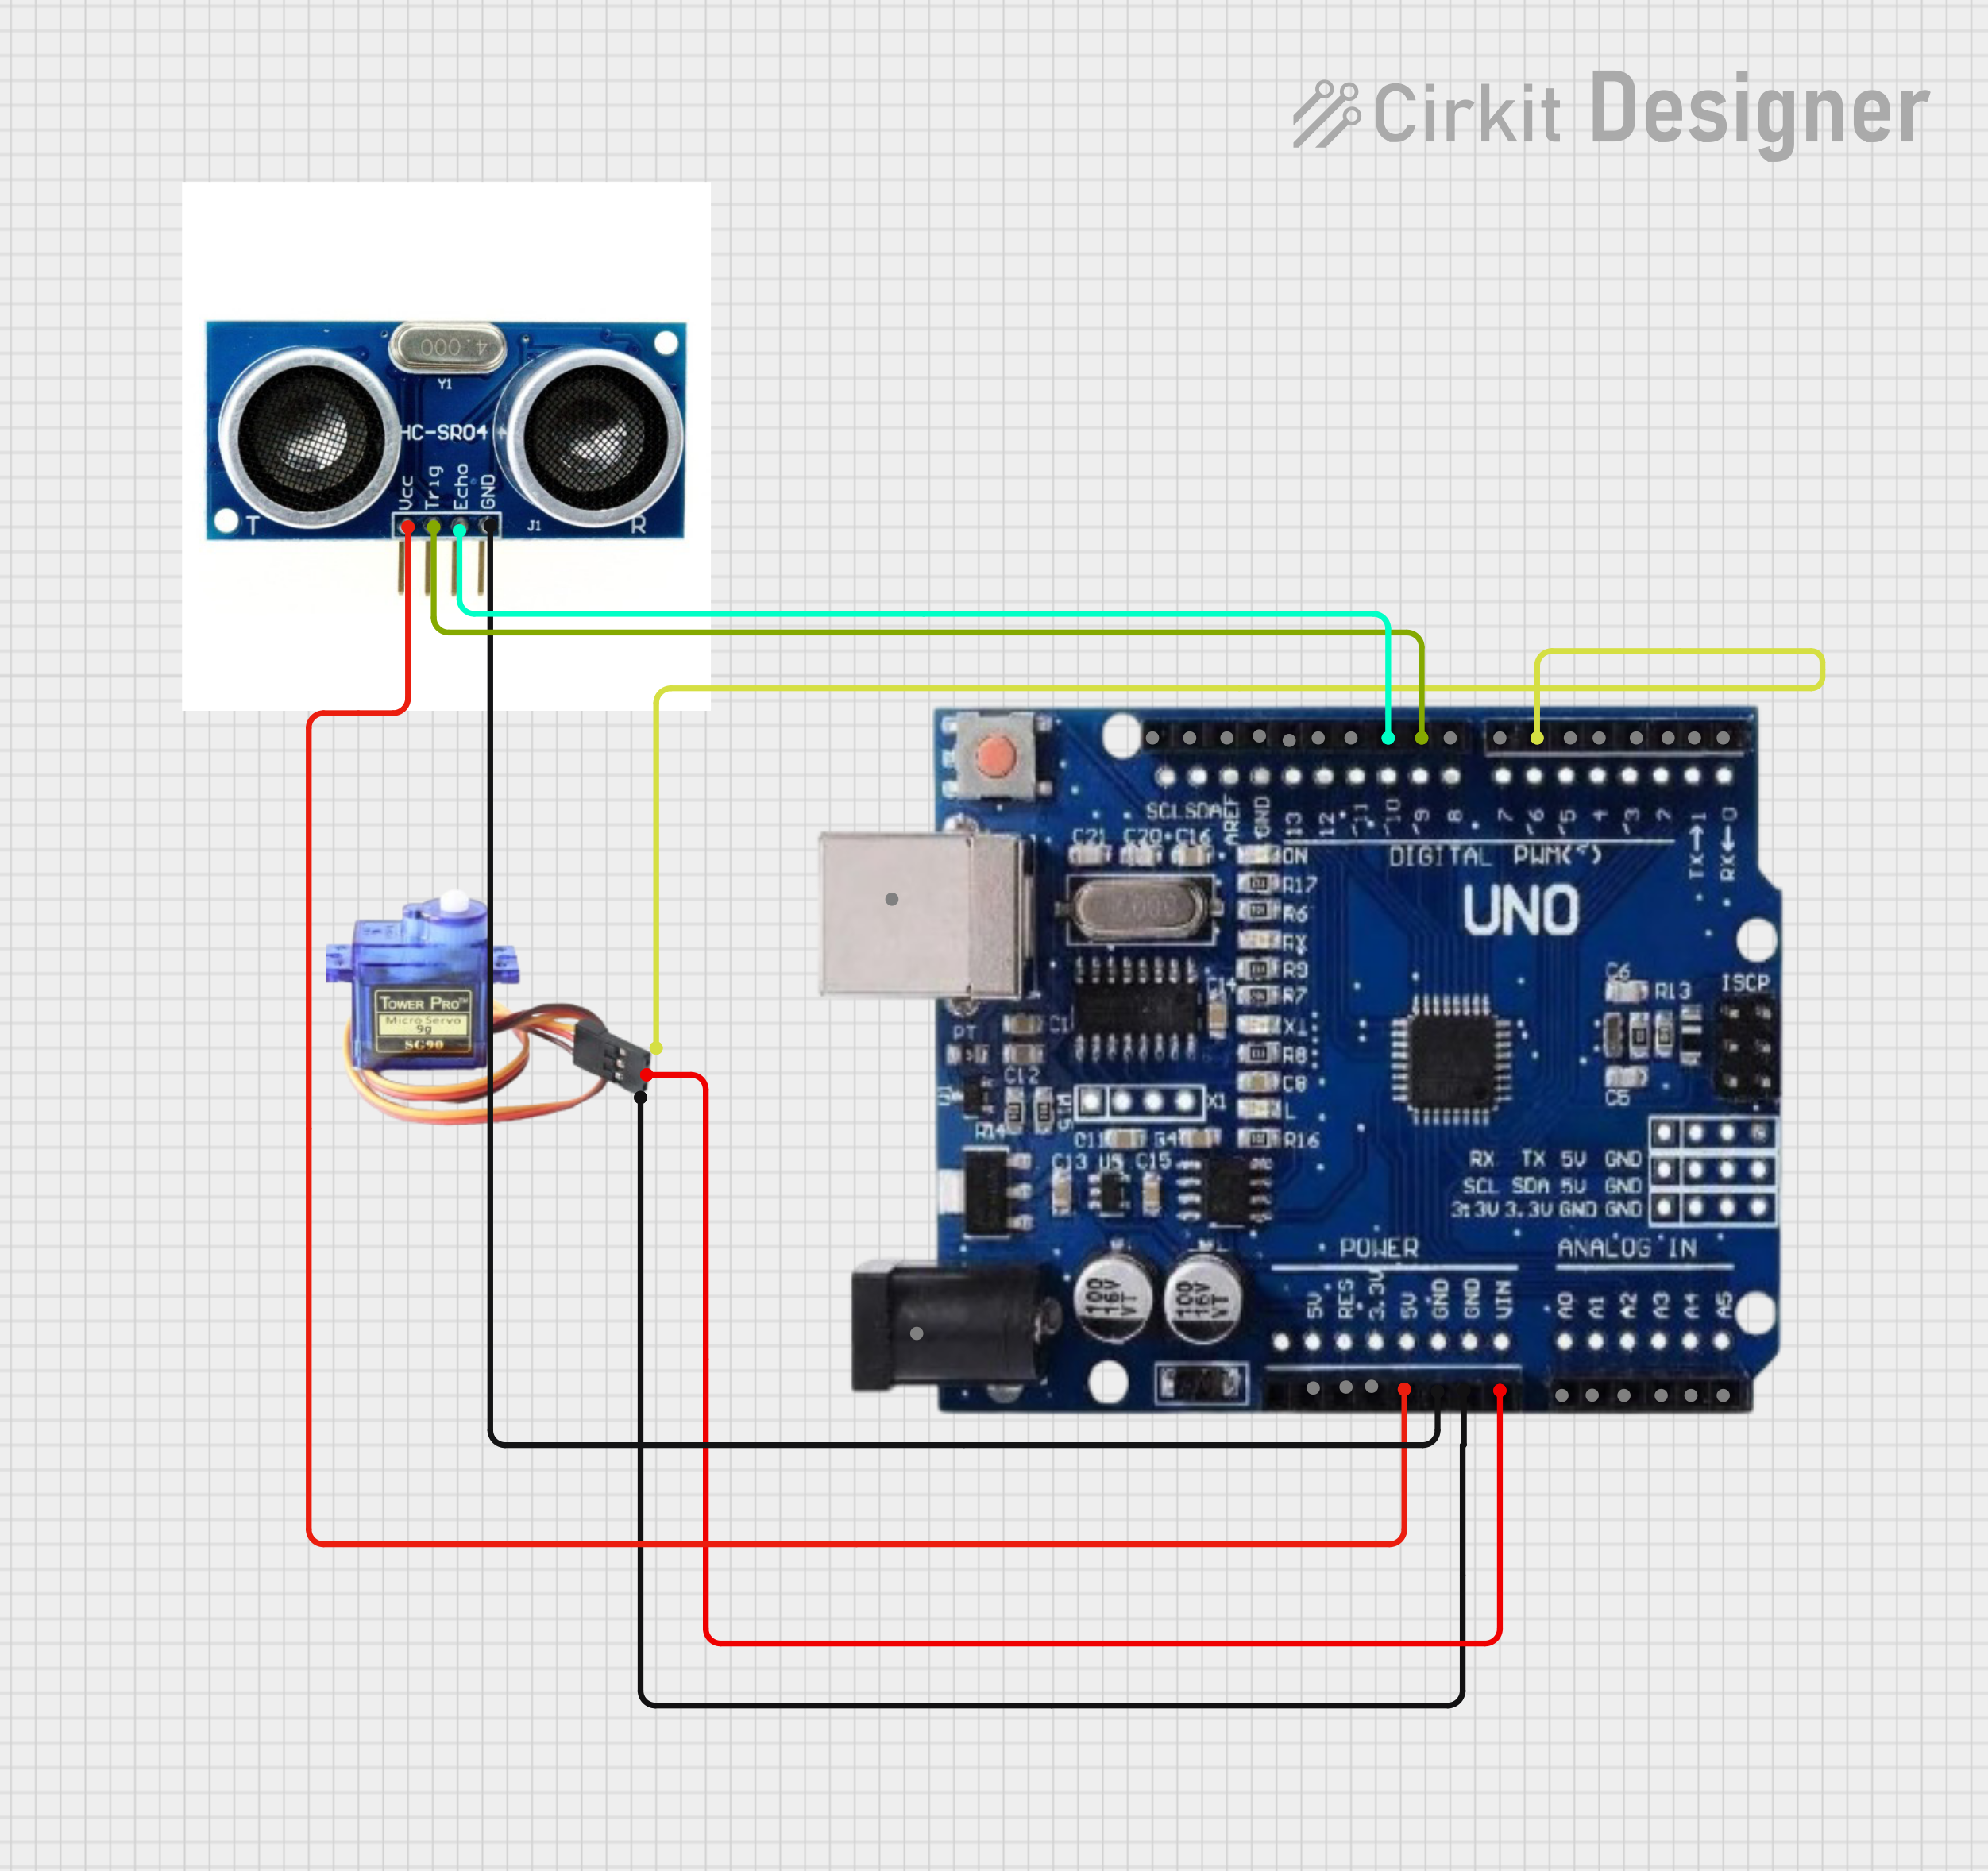 Cirkit Designer
4.000
Y1
HC-SR04
Vcc
Trig
Echo
GND
T
J1
R
SCL SDA AREF GND 13 12 ~11 ~10 ~9 8 7 ~6 ~5 4 ~3 2 TX→1 RX←0
DIGITAL PWM(~)
UNO
C21 C20 C16
ON
R17
R6
RX
R9
R7
C14
R8
C8
L
R16
C6
R13
ISCP
C5
TOWER PRO™
Micro Servo
9g
SG90
PT
C1
C12
X1
R14
C11
C13
C15
RX TX 5V GND
SCL SDA 5V GND
3.3V 3.3V GND GND
POWER
ANALOG IN
5V RES 3.3V 5V GND GND VIN
A0 A1 A2 A3 A4 A5
100
16V
VT
100
16V
VT